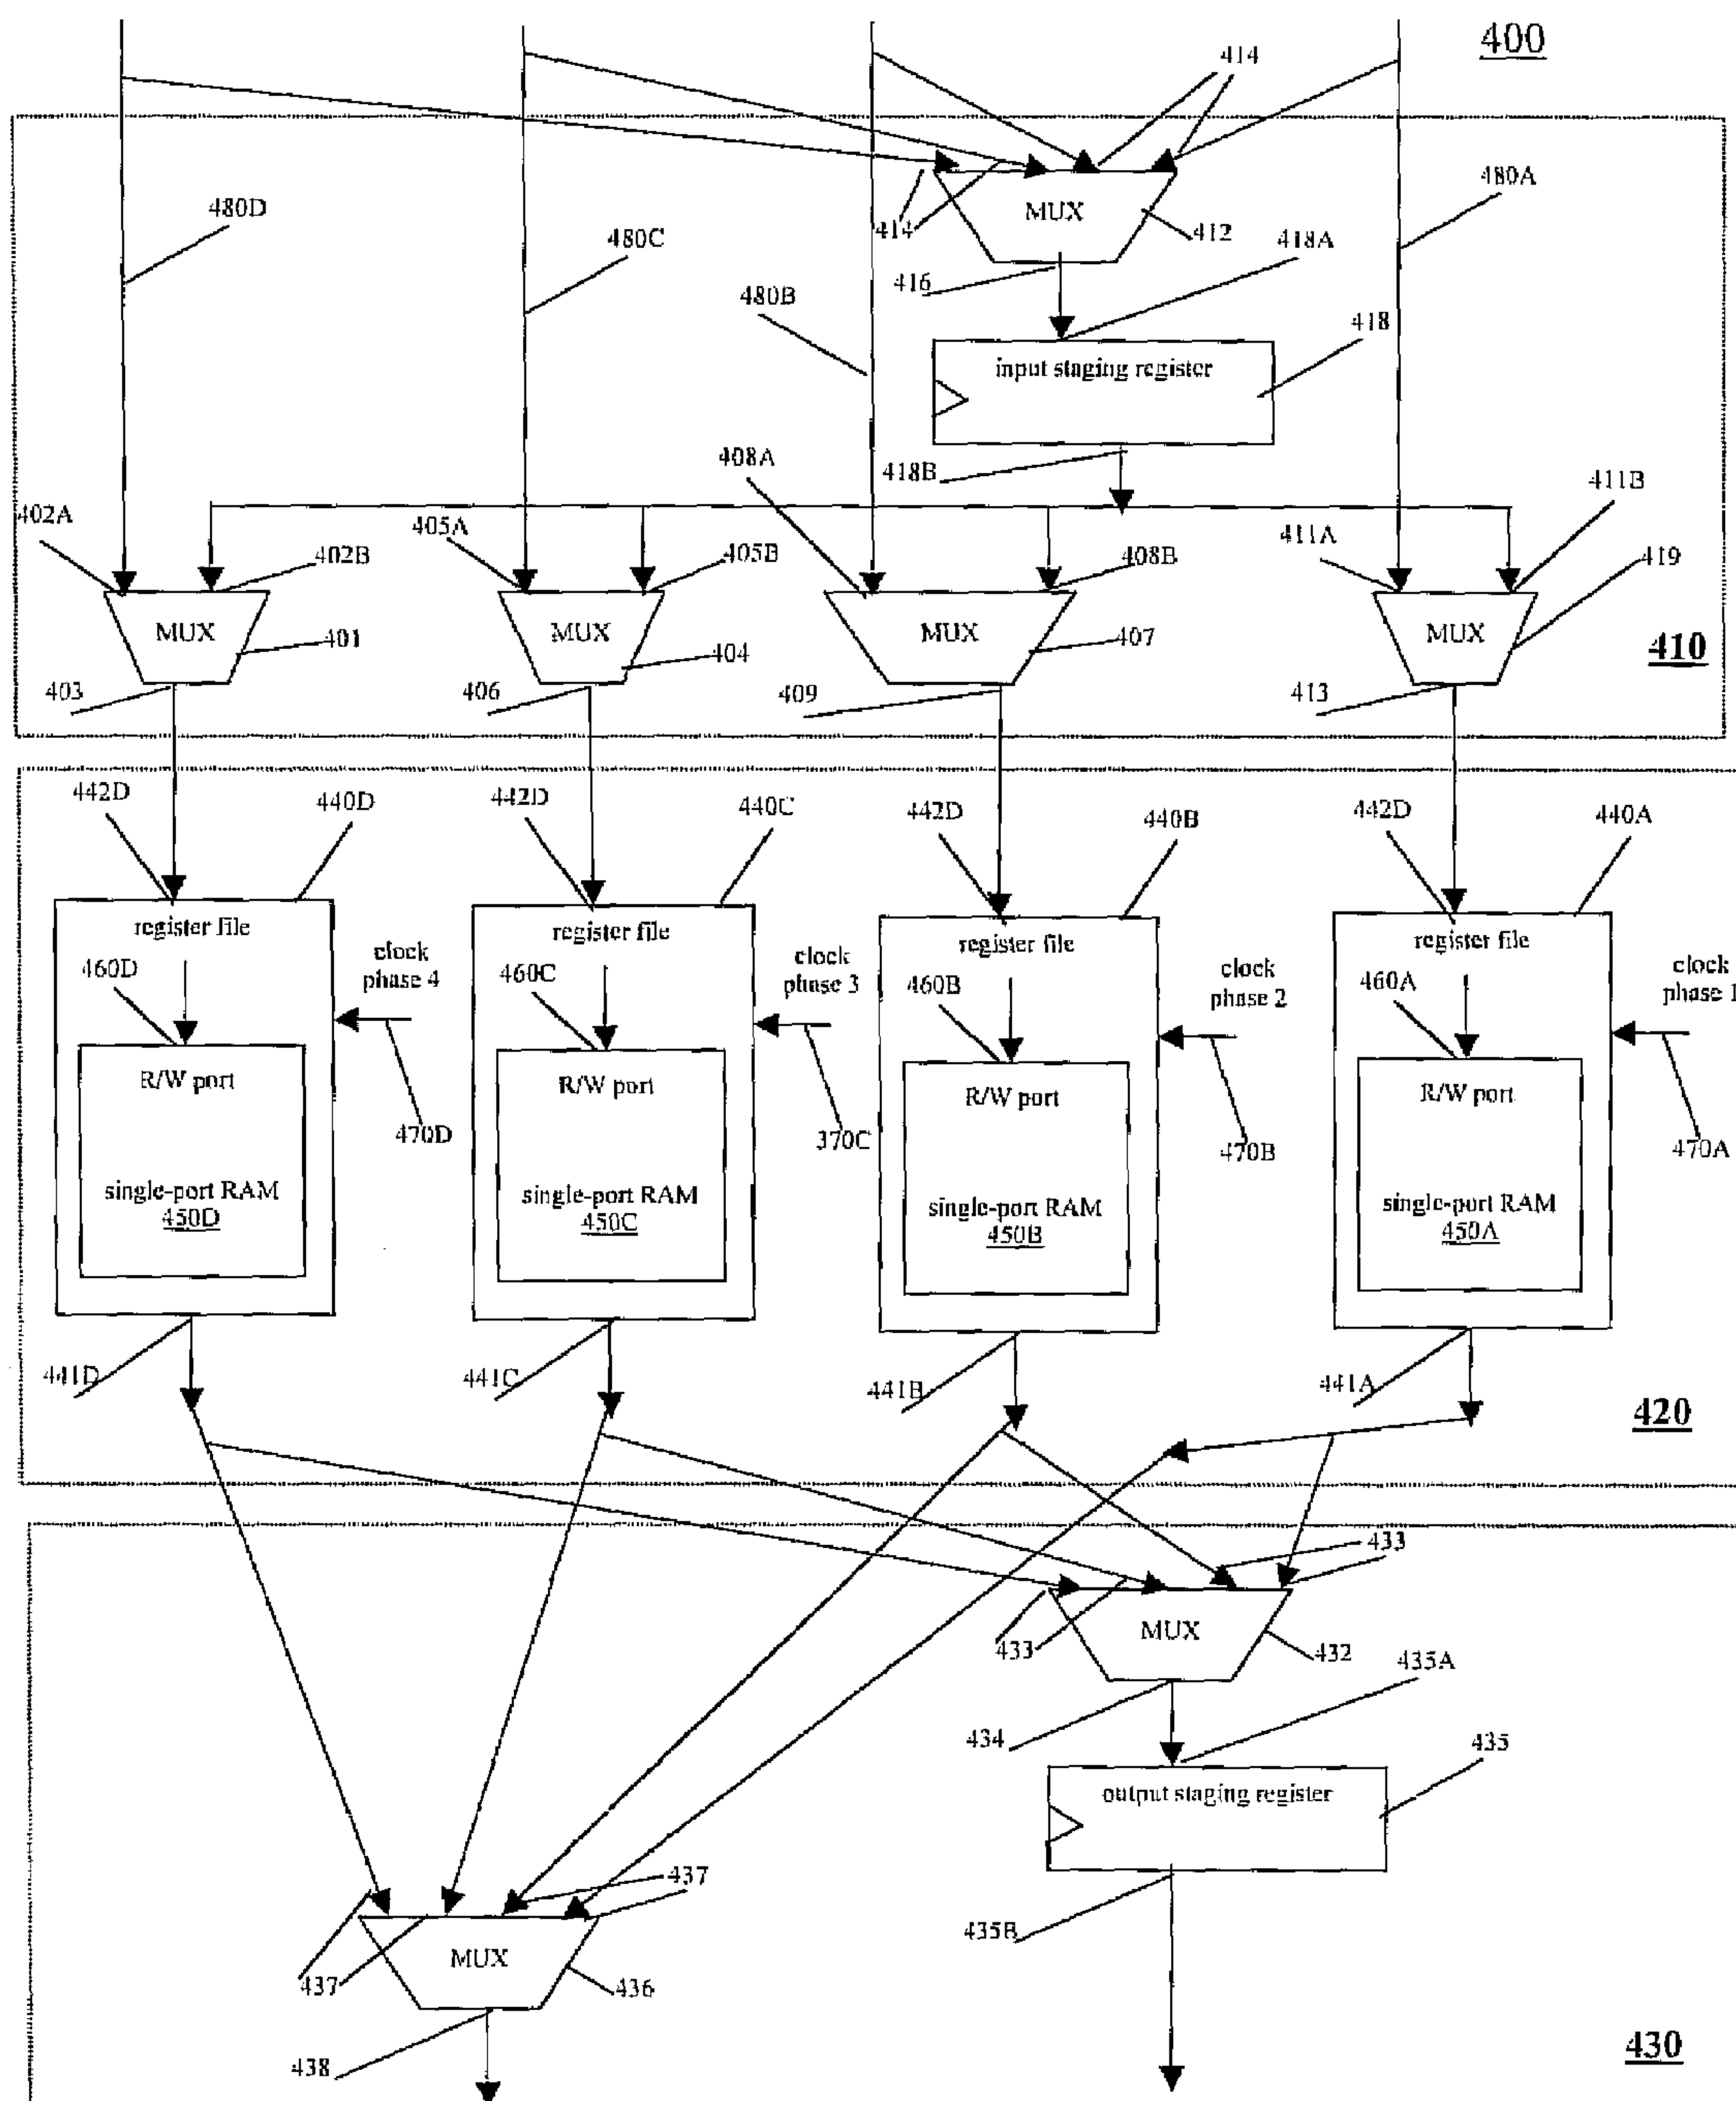 400
414
480D
480C
480B
480A
MUX
414
412
416
418A
418
input staging register
418B
408A
402A
402B
405A
405B
408B
411A
411B
419
MUX
401
MUX
404
MUX
407
MUX
410
403
406
409
413
442D
440D
442D
440C
442D
440B
442D
440A
register file
register file
register file
register file
460D
clock
phase 4
460C
clock
phase 3
460B
clock
phase 2
460A
clock
phase 1
R/W port
R/W port
R/W port
R/W port
470D
370C
470B
470A
single-port RAM
450D
single-port RAM
450C
single-port RAM
450B
single-port RAM
450A
441D
441C
441B
441A
420
433
MUX
433
432
435A
434
435
output staging register
437
435B
MUX
437
436
438
430